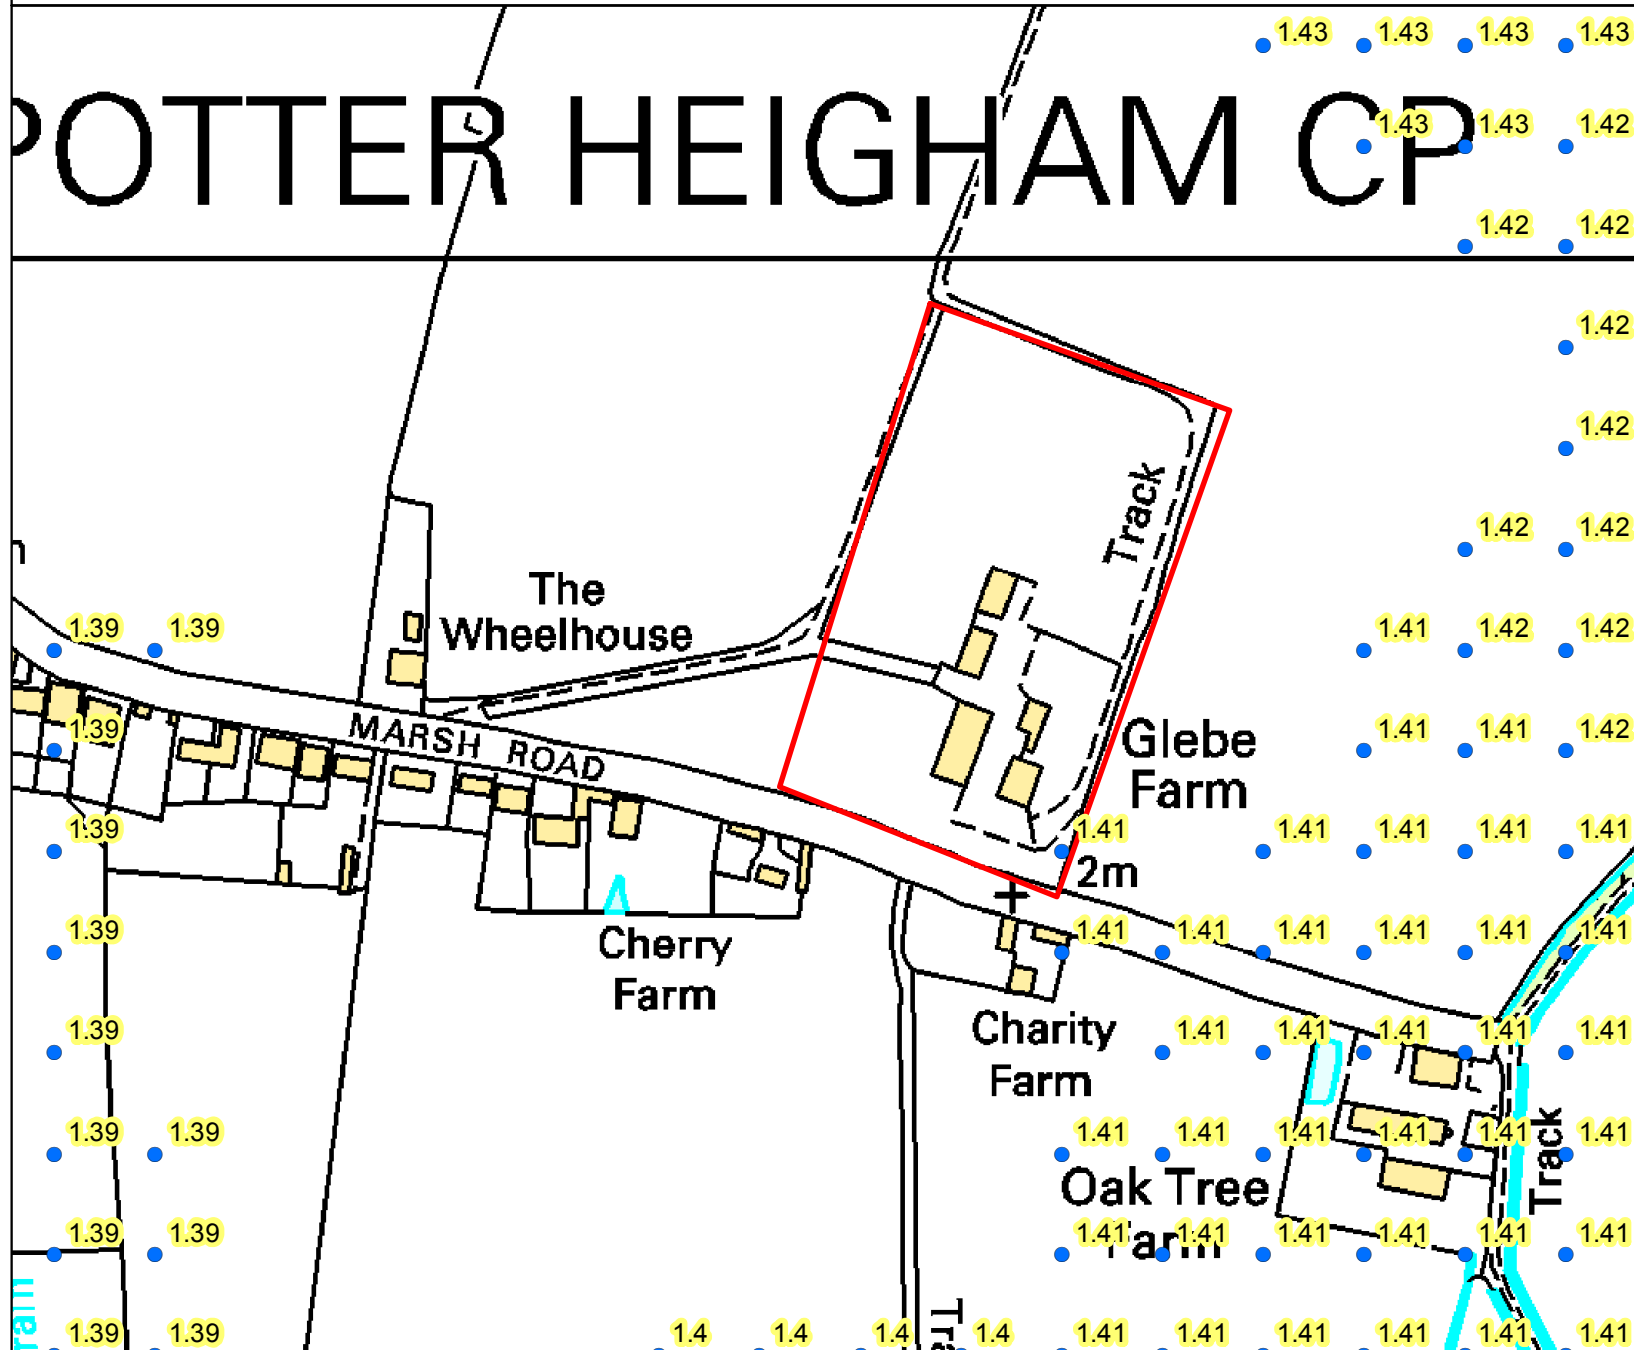 1.43 1.43 1.43 1.43
POTTER HEIGHAM CP
1.43 1.43 1.42
1.42 1.42
1.42
1.42
Track
1.42 1.42
The
Wheelhouse
1.39 1.39
1.41 1.42 1.42
MARSH ROAD
1.39
Glebe
Farm
1.41 1.41 1.42
1.39
1.41 1.41 1.41 1.41 1.41
2m
Cherry
Farm
1.39
1.41 1.41 1.41 1.41 1.41 1.41
Charity
Farm
1.39
1.41 1.41 1.41 1.41 1.41
1.39 1.39
1.41 1.41 1.41 1.41 1.41 1.41
Track
Oak Tree
Farm
1.39 1.39
1.41 1.41 1.41 1.41 1.41 1.41
1.39 1.39 1.4 1.4 1.4 1.4 1.41 1.41 1.41 1.41 1.41 1.41